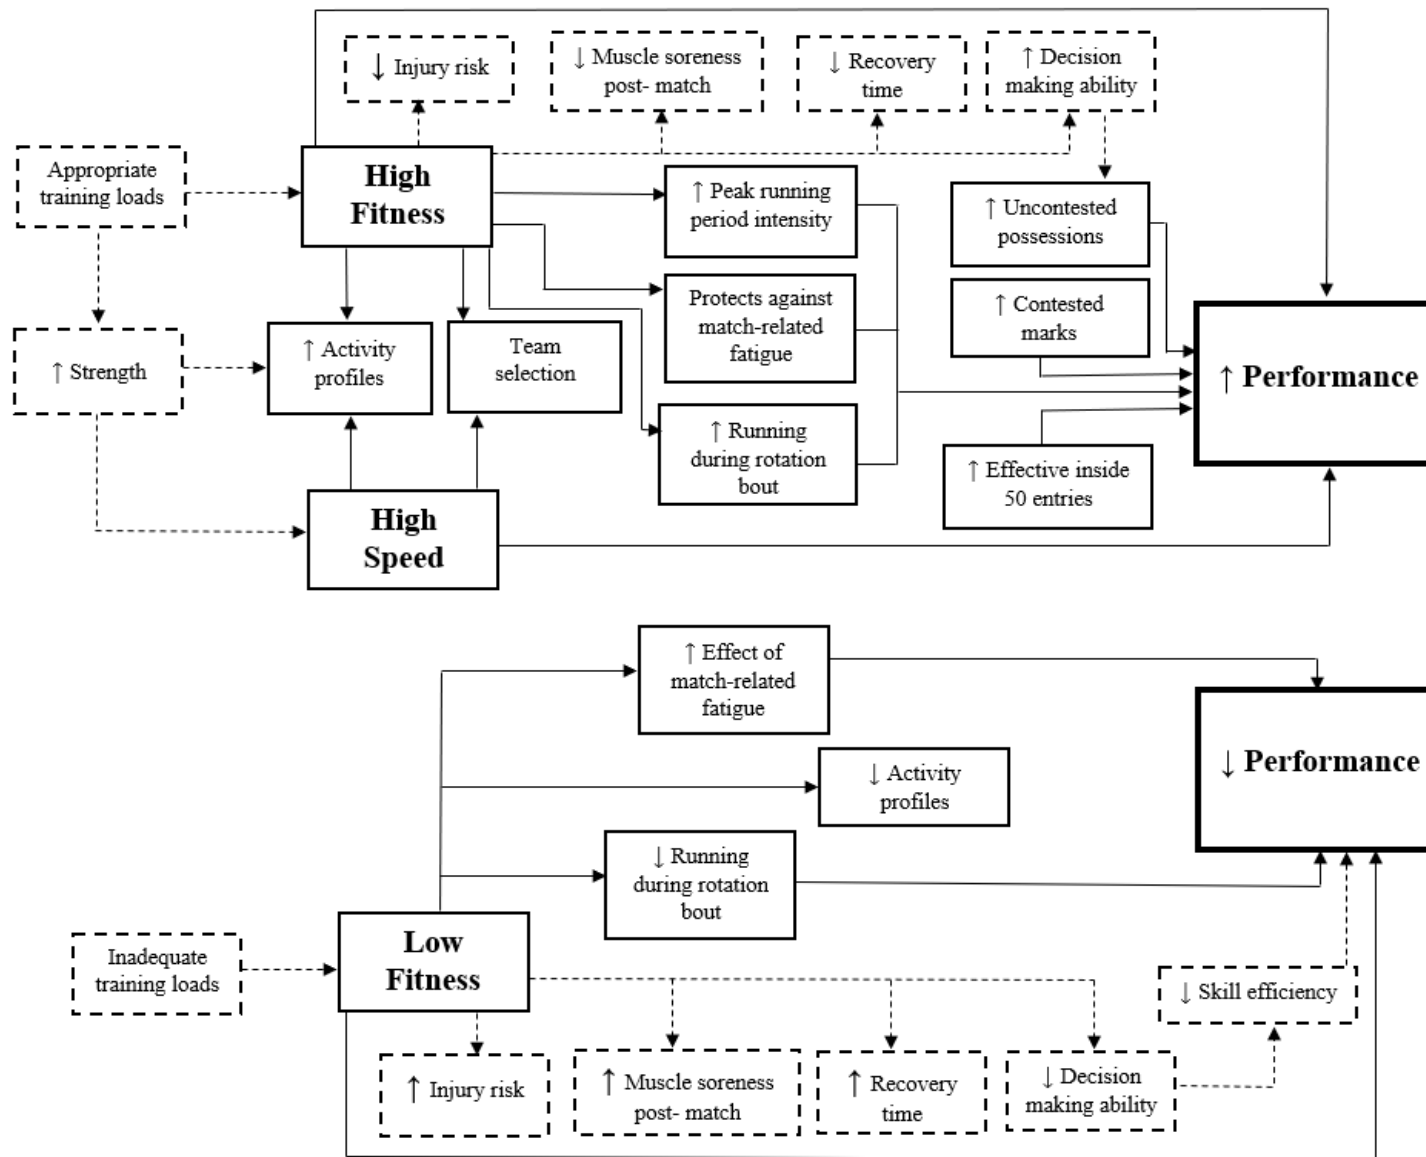 ↓ Injury risk
↓ Muscle soreness
post- match
↓ Recovery
time
↑ Decision
making ability
Appropriate
training loads
High
Fitness
↑ Peak running
period intensity
↑ Uncontested
possessions
Protects against
match-related
fatigue
↑ Contested
marks
↑ Strength
↑ Activity
profiles
Team
selection
↑ Performance
↑ Running
during rotation
bout
↑ Effective inside
50 entries
High
Speed
↑ Effect of
match-related
fatigue
↓ Performance
↓ Activity
profiles
↓ Running
during rotation
bout
Inadequate
training loads
Low
Fitness
↓ Skill efficiency
↑ Injury risk
↑ Muscle soreness
post- match
↑ Recovery
time
↓ Decision
making ability